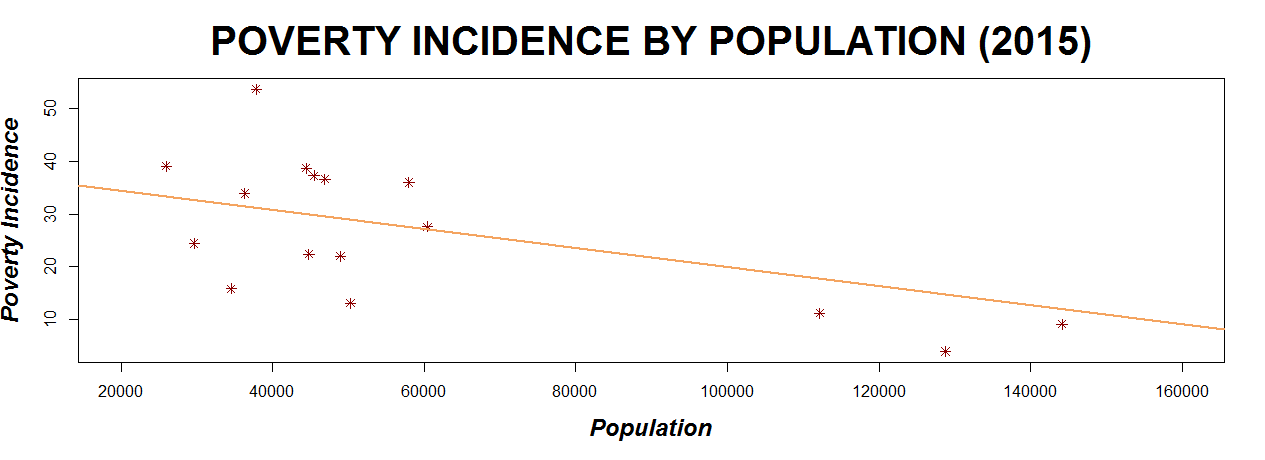 POVERTY INCIDENCE BY POPULATION (2015)
Poverty Incidence
50
40
30
20
10
20000 40000 60000 80000 100000 120000 140000 160000
Population